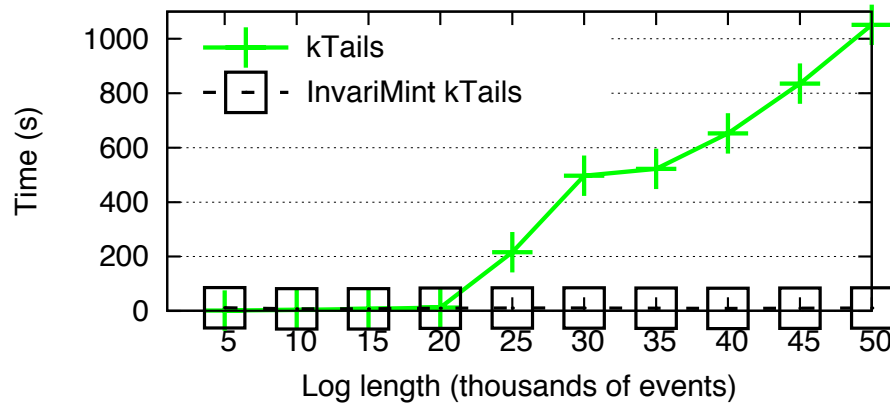 1000
800
600
400
200
0
Time (s)
kTails
InvariMint kTails
5 10 15 20 25 30 35 40 45 50
Log length (thousands of events)